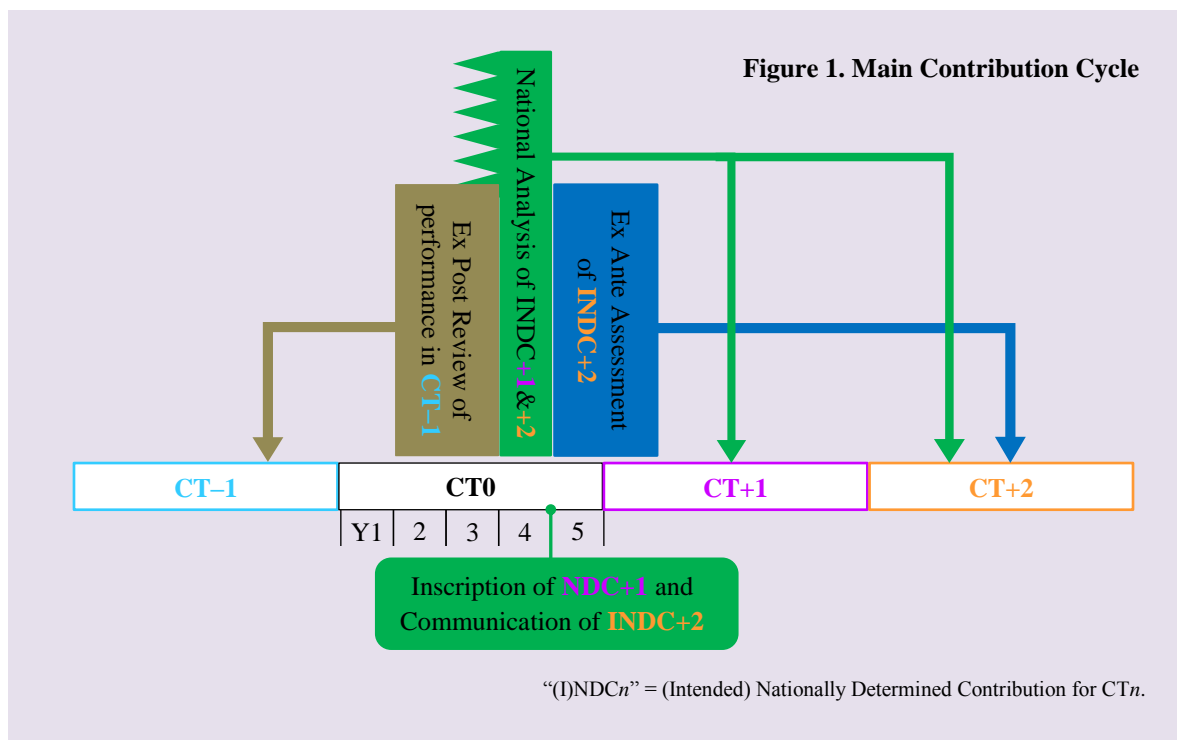 Figure 1. Main Contribution Cycle
Ex Post Review of
performance in CT–1
National Analysis of INDC+1&+2
Ex Ante Assessment
of INDC+2
CT–1
CT0
CT+1
CT+2
Y1
2
3
4
5
Inscription of NDC+1 and
Communication of INDC+2
“(I)NDCn” = (Intended) Nationally Determined Contribution for CTn.